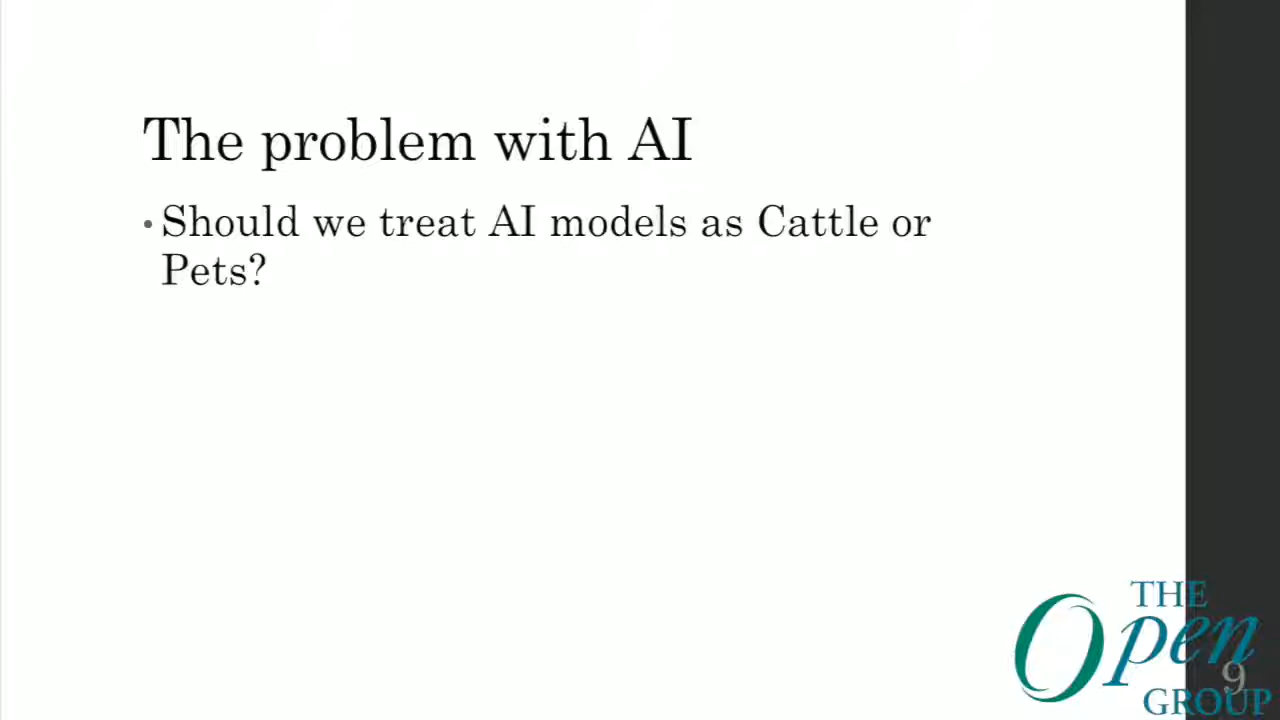 The problem with AI
• Should we treat AI models as Cattle or
Pets?
THE
Open
9
GROUP